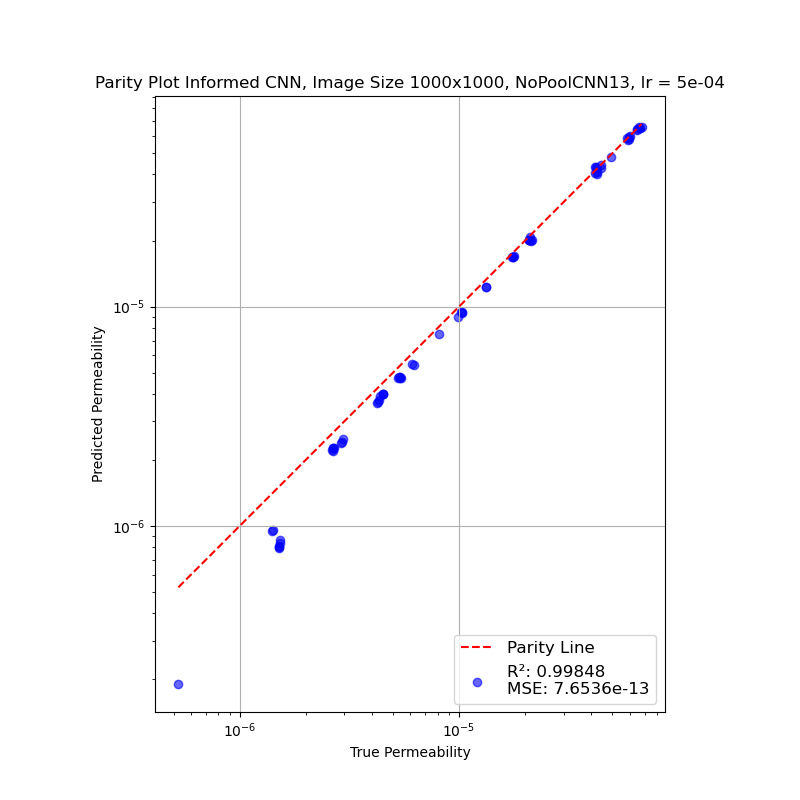 Parity Plot Informed CNN, Image Size 1000x1000, NoPoolCNN13, lr = 5e-04
Predicted Permeability
10⁻⁵
10⁻⁶
Parity Line
R²: 0.99848
MSE: 7.6536e-13
10⁻⁶ 10⁻⁵
True Permeability